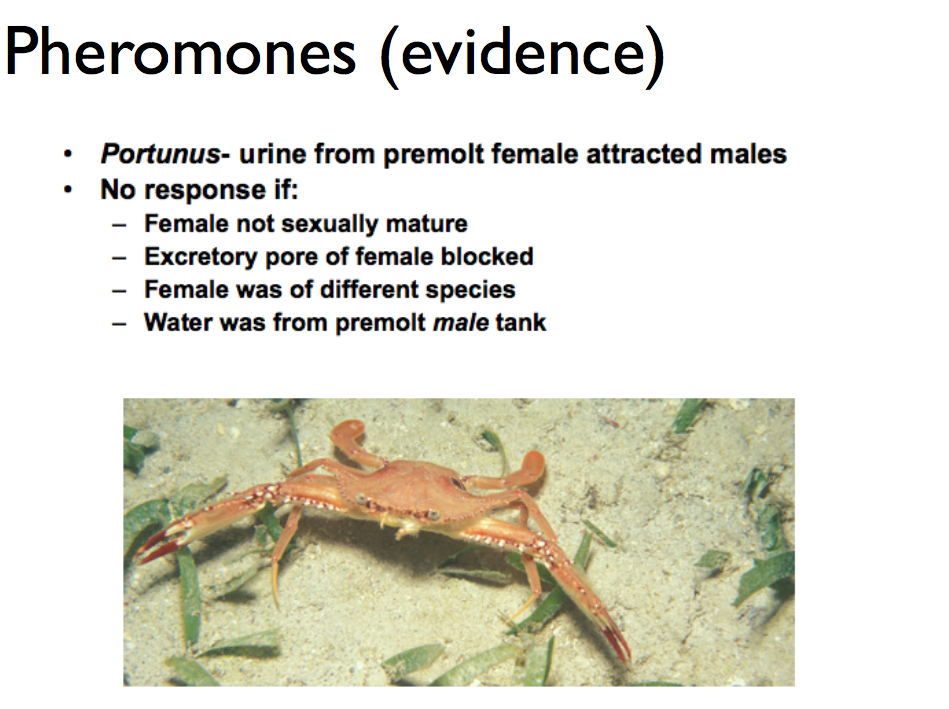 Pheromones (evidence)
• Portunus- urine from premolt female attracted males
• No response if:
– Female not sexually mature
– Excretory pore of female blocked
– Female was of different species
– Water was from premolt male tank